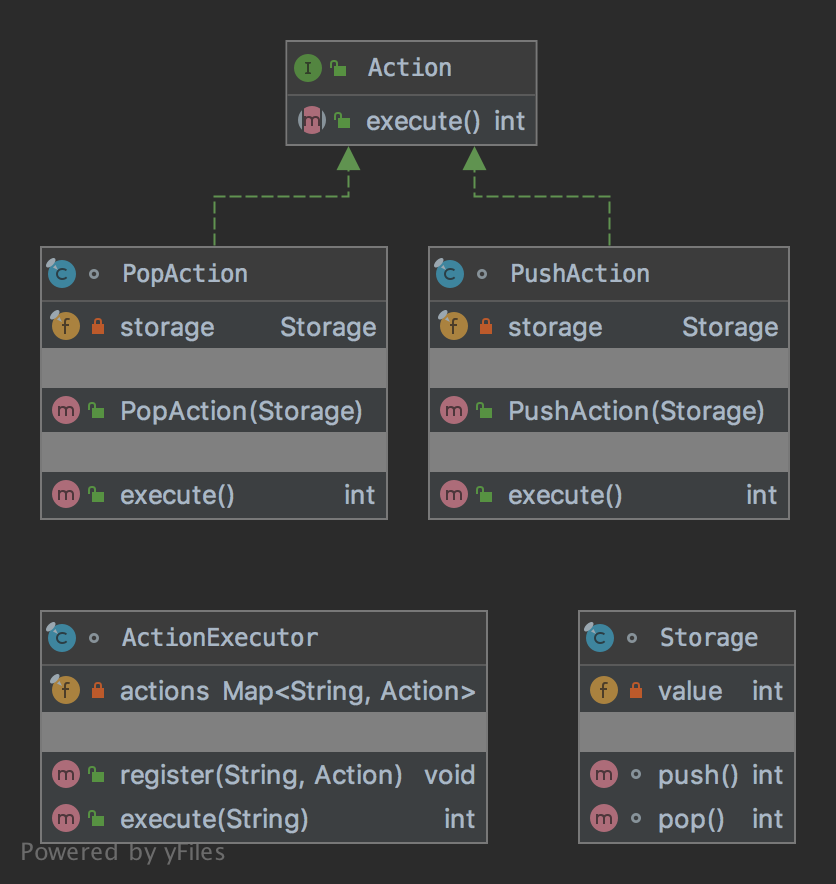 I Action
m execute() int
C PopAction
f storage Storage
m PopAction(Storage)
m execute() int
C PushAction
f storage Storage
m PushAction(Storage)
m execute() int
C ActionExecutor
f actions Map<String, Action>
m register(String, Action) void
m execute(String) int
C Storage
f value int
m push() int
m pop() int
Powered by yFiles